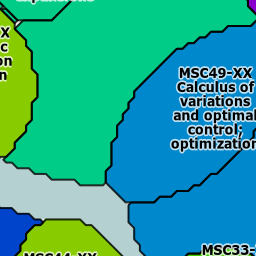 MSC49-XX
Calculus of
variations
and optimal
control;
optimization
MSC44-XX
MSC33-